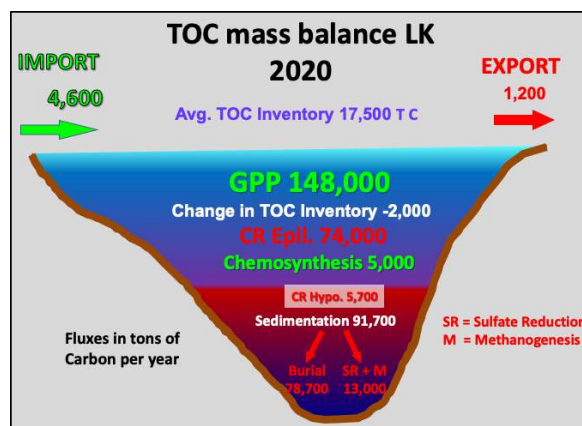 TOC mass balance LK
2020
IMPORT
4,600
EXPORT
1,200
Avg. TOC Inventory 17,500 T C
GPP 148,000
Change in TOC Inventory -2,000
CR Epil. 74,000
Chemosynthesis 5,000
CR Hypo. 5,700
Sedimentation 91,700
Burial
78,700
SR + M
13,000
Fluxes in tons of
Carbon per year
SR = Sulfate Reduction
M = Methanogenesis